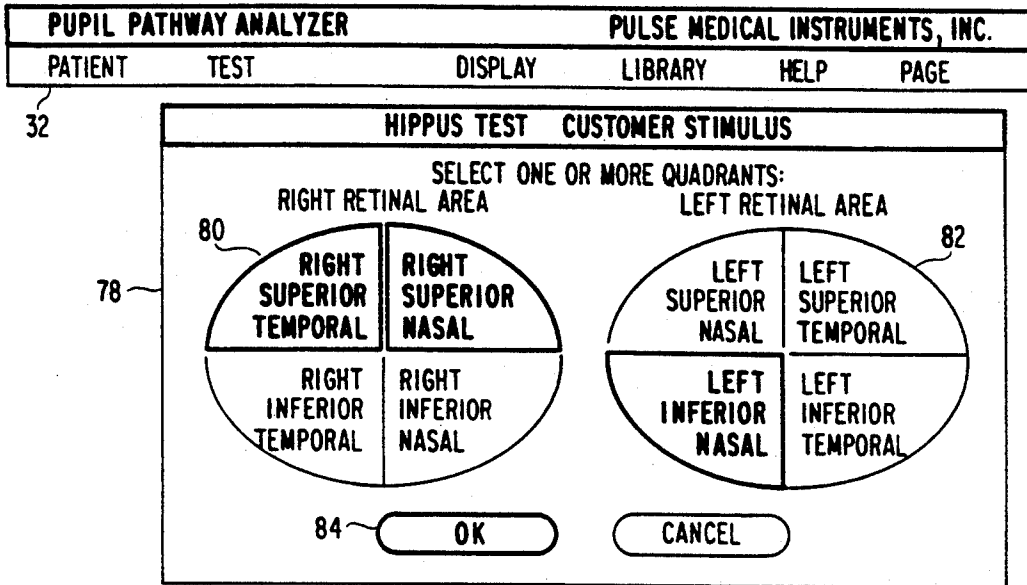 PUPIL PATHWAY ANALYZER PULSE MEDICAL INSTRUMENTS, INC.
PATIENT TEST DISPLAY LIBRARY HELP PAGE
32
HIPPUS TEST CUSTOMER STIMULUS
SELECT ONE OR MORE QUADRANTS:
RIGHT RETINAL AREA LEFT RETINAL AREA
80 82
78
RIGHT SUPERIOR TEMPORAL
RIGHT SUPERIOR NASAL
LEFT SUPERIOR NASAL
LEFT SUPERIOR TEMPORAL
RIGHT INFERIOR TEMPORAL
RIGHT INFERIOR NASAL
LEFT INFERIOR NASAL
LEFT INFERIOR TEMPORAL
84 OK CANCEL